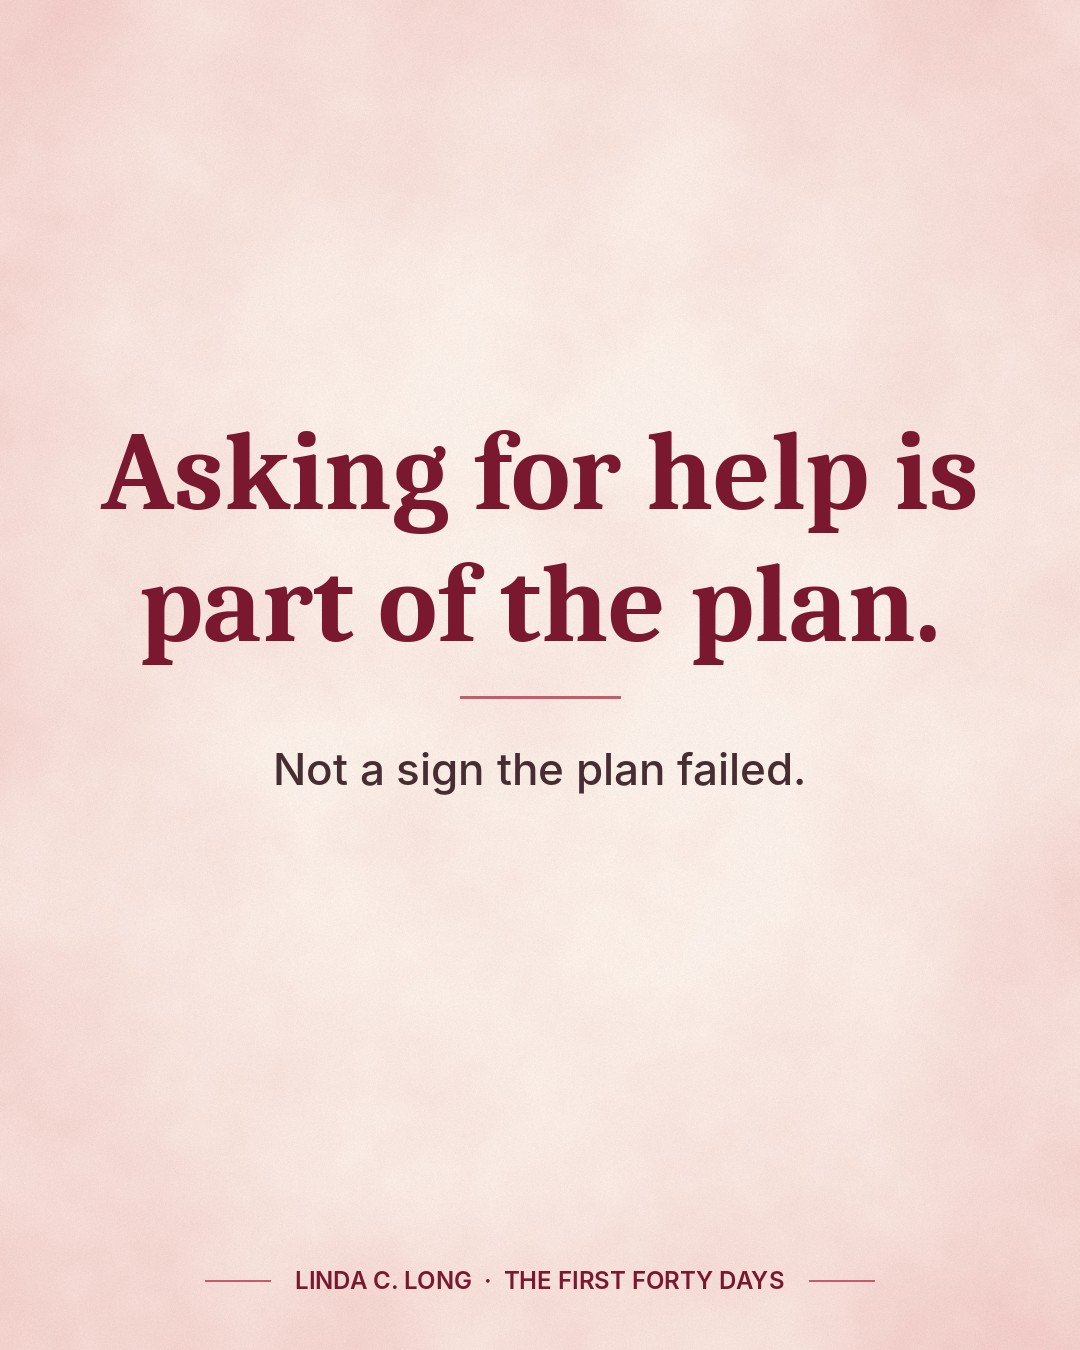 Asking for help is
part of the plan.
Not a sign the plan failed.
LINDA C. LONG · THE FIRST FORTY DAYS